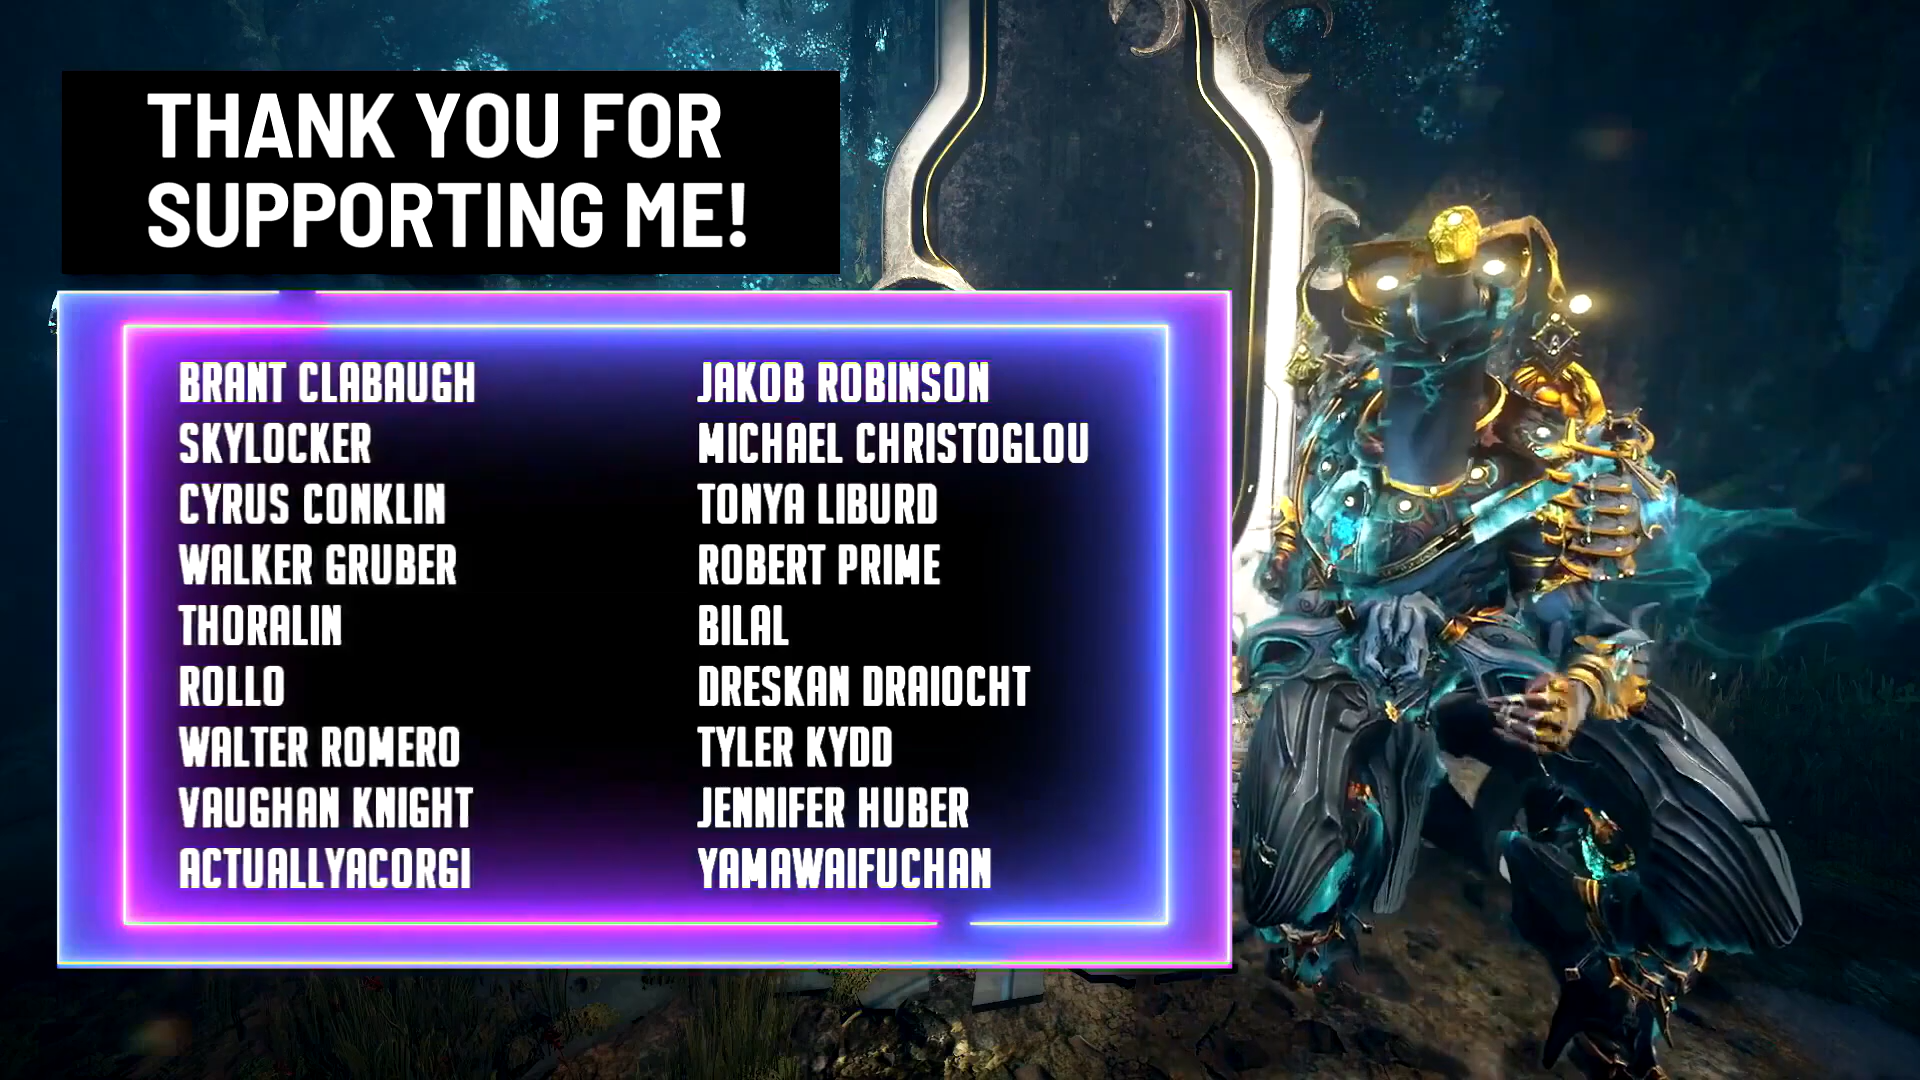 THANK YOU FOR
SUPPORTING ME!
BRANT CLABAUGH
SKYLOCKER
CYRUS CONKLIN
WALKER GRUBER
THORALIN
ROLLO
WALTER ROMERO
VAUGHAN KNIGHT
ACTUALLYACORGI
JAKOB ROBINSON
MICHAEL CHRISTOGLOU
TONYA LIBURD
ROBERT PRIME
BILAL
DRESKAN DRAIOCHT
TYLER KYDD
JENNIFER HUBER
YAMAWAIFUCHAN